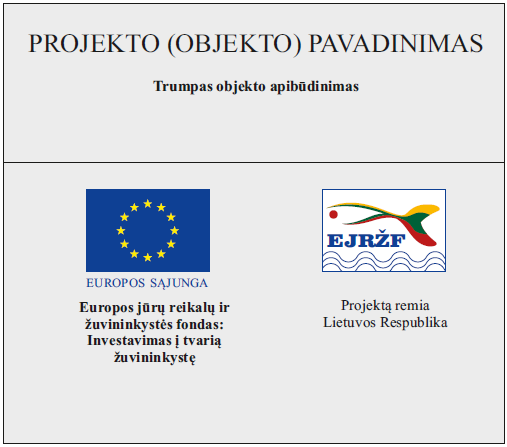 PROJEKTO (OBJEKTO) PAVADINIMAS
Trumpas objekto apibūdinimas
EUROPOS SĄJUNGA
Europos jūrų reikalų ir
žuvininkystės fondas:
Investavimas į tvarią
žuvininkystę
EJRŽF
Projektą remia
Lietuvos Respublika